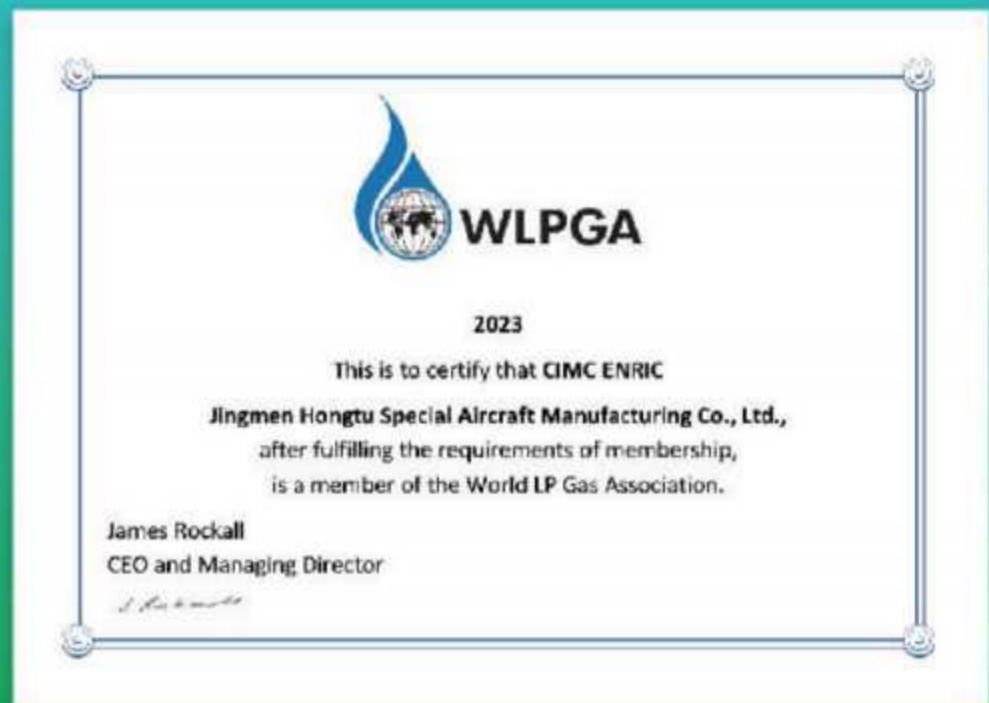 WLPGA
2023
This is to certify that CIMC ENRIC
Jingmen Hongtu Special Aircraft Manufacturing Co., Ltd.,
after fulfilling the requirements of membership,
is a member of the World LP Gas Association.
James Rockall
CEO and Managing Director